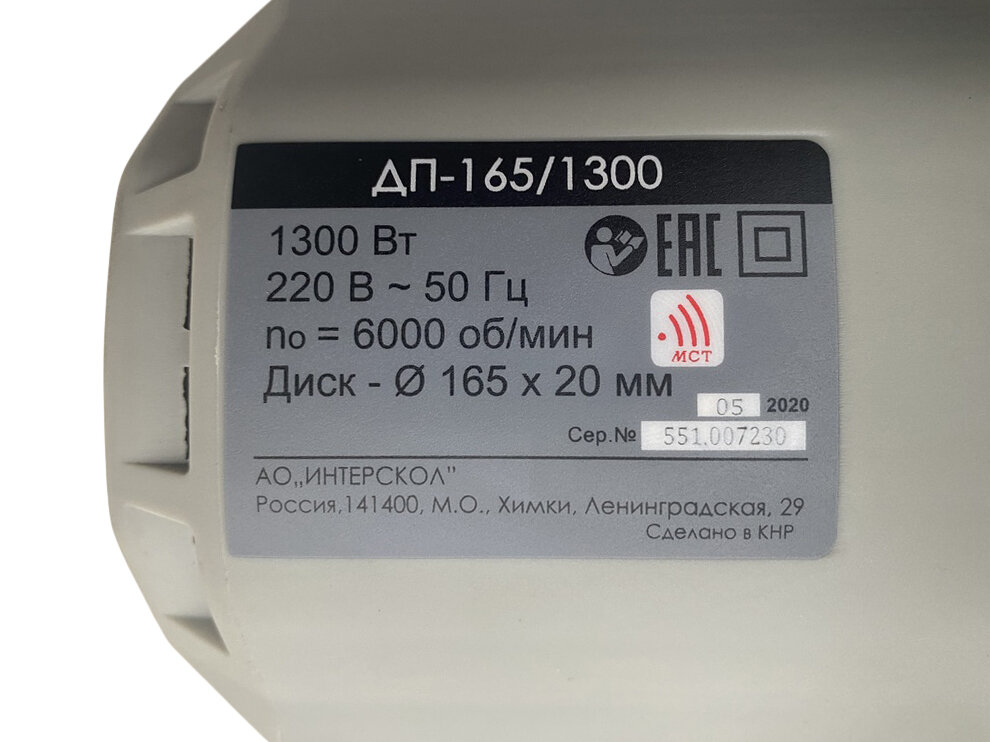 ДП-165/1300
1300 Вт
220 В ~ 50 Гц
nо = 6000 об/мин
Диск - Ø 165 x 20 мм
EAC
МСТ
05 2020
Сер.№ 551.007230
АО„ИНТЕРСКОЛ”
Россия,141400, М.О., Химки, Ленинградская, 29
Сделано в КНР